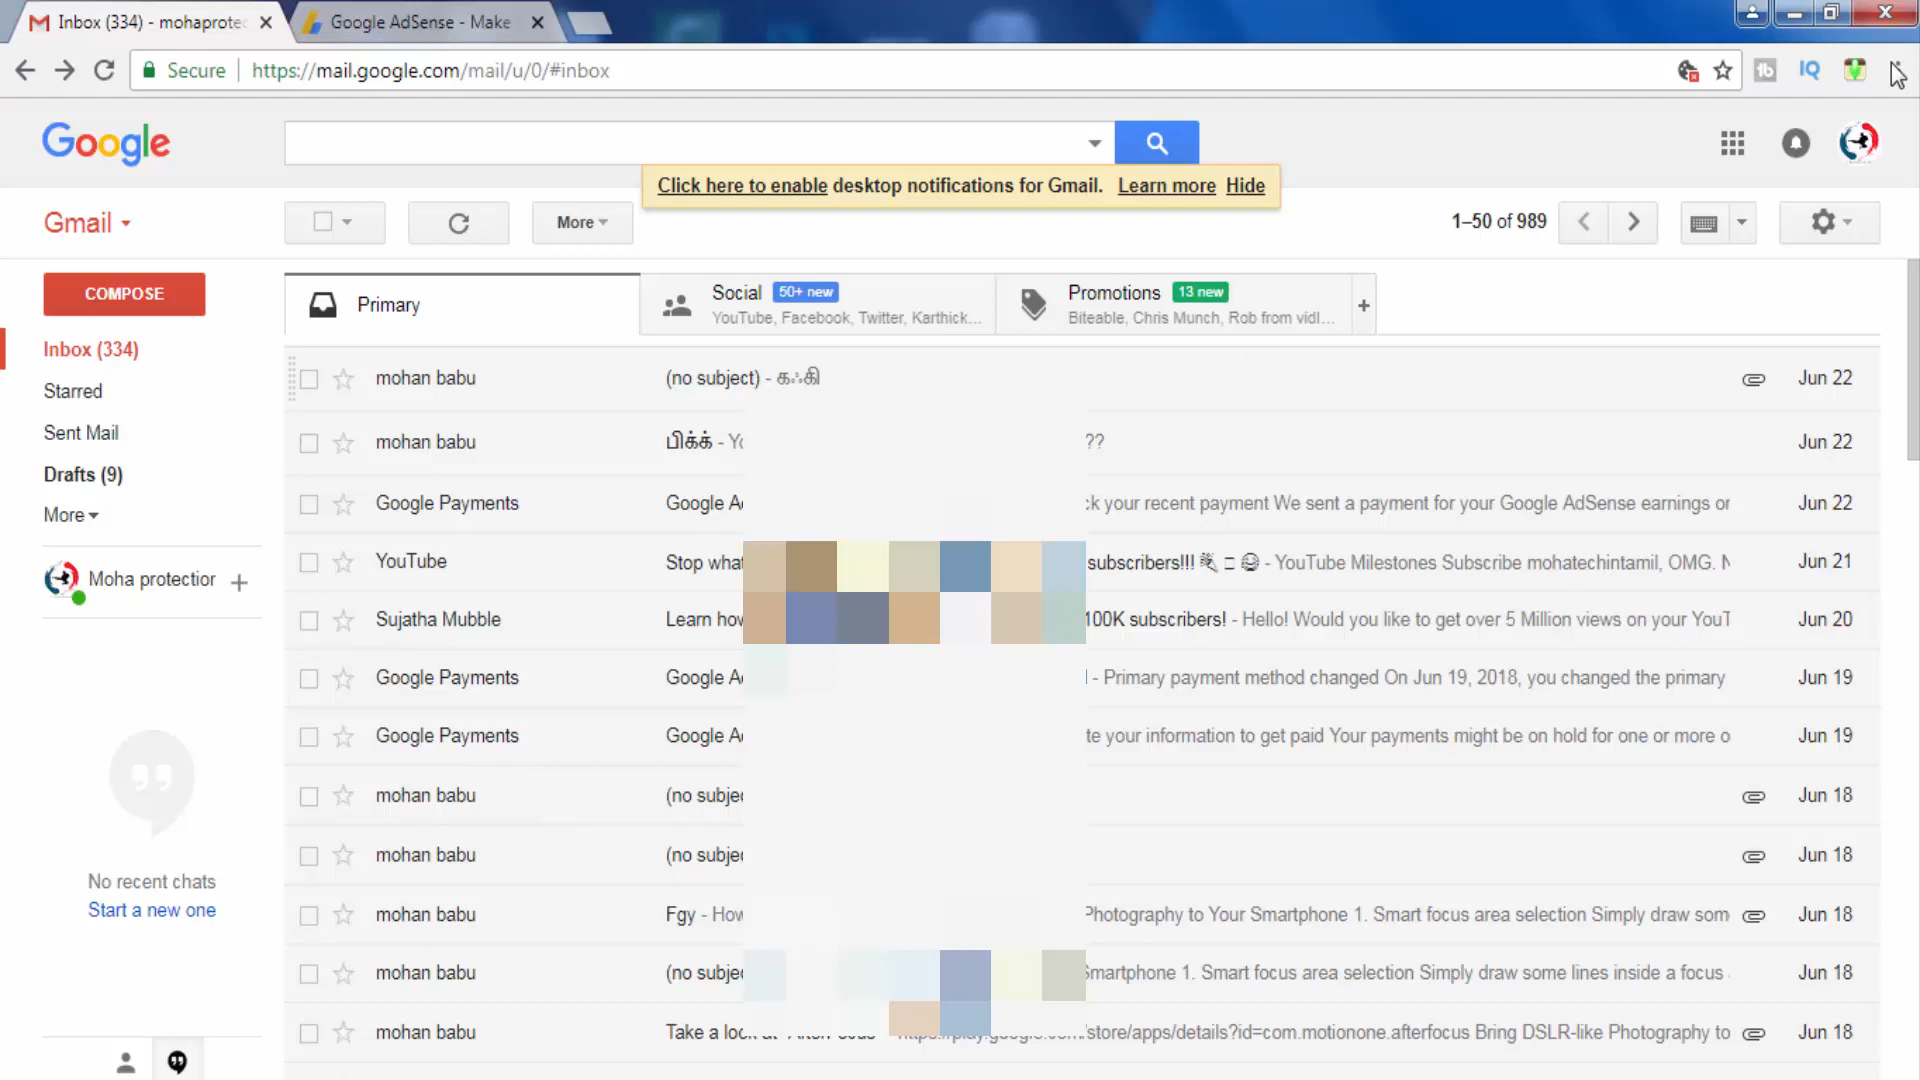 Inbox (334) - mohaprote
Google AdSense - Make
Secure https://mail.google.com/mail/u/0/#inbox
Google
Click here to enable desktop notifications for Gmail. Learn more Hide
Gmail
More
1–50 of 989
COMPOSE
Primary
Social 50+ new
YouTube, Facebook, Twitter, Karthick...
Promotions 13 new
Biteable, Chris Munch, Rob from vidl...
Inbox (334)
Starred
Sent Mail
Drafts (9)
More
Moha protection
No recent chats
Start a new one
mohan babu (no subject) - கஃகி Jun 22
mohan babu பிக்க் - Yo ?? Jun 22
Google Payments Google A ck your recent payment We sent a payment for your Google AdSense earnings or Jun 22
YouTube Stop what subscribers!!! - YouTube Milestones Subscribe mohatechintamil, OMG. N Jun 21
Sujatha Mubble Learn how 100K subscribers! - Hello! Would you like to get over 5 Million views on your YouT Jun 20
Google Payments Google A - Primary payment method changed On Jun 19, 2018, you changed the primary Jun 19
Google Payments Google A te your information to get paid Your payments might be on hold for one or more o Jun 19
mohan babu (no subje Jun 18
mohan babu (no subje Jun 18
mohan babu Fgy - How Photography to Your Smartphone 1. Smart focus area selection Simply draw som Jun 18
mohan babu (no subje Smartphone 1. Smart focus area selection Simply draw some lines inside a focus Jun 18
mohan babu Take a look at /store/apps/details?id=com.motionone.afterfocus Bring DSLR-like Photography to Jun 18